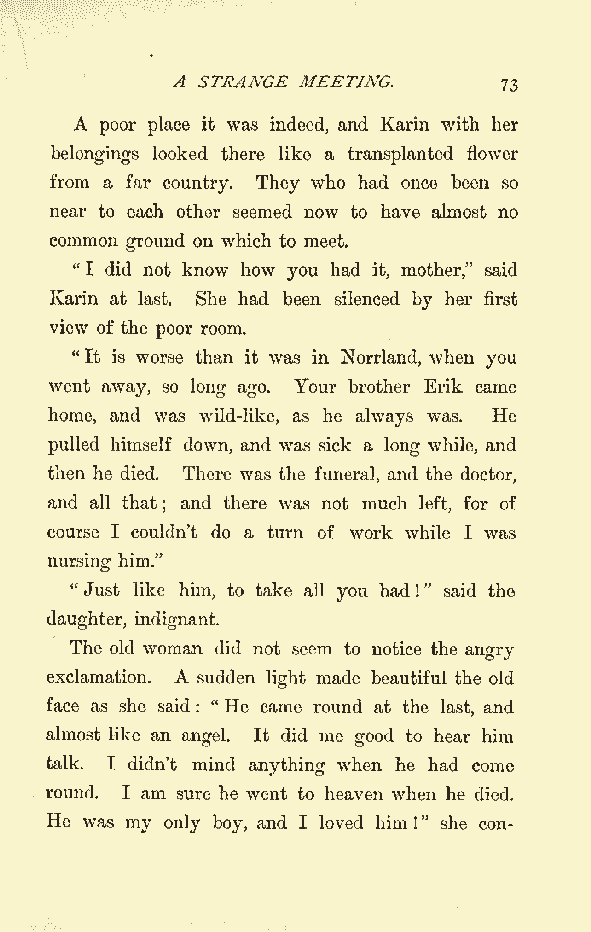 A STRANGE MEETING. 73
A poor place it was indeed, and Karin with her
belongings looked there like a transplanted flower
from a far country. They who had once been so
near to each other seemed now to have almost no
common ground on which to meet.
"I did not know how you had it, mother," said
Karin at last. She had been silenced by her first
view of the poor room.
"It is worse than it was in Norrland, when you
went away, so long ago. Your brother Erik came
home, and was wild-like, as he always was. He
pulled himself down, and was sick a long while, and
then he died. There was the funeral, and the doctor,
and all that; and there was not much left, for of
course I couldn't do a turn of work while I was
nursing him."
"Just like him, to take all you had!" said the
daughter, indignant.
The old woman did not seem to notice the angry
exclamation. A sudden light made beautiful the old
face as she said: "He came round at the last, and
almost like an angel. It did me good to hear him
talk. I didn't mind anything when he had come
round. I am sure he went to heaven when he died.
He was my only boy, and I loved him!" she con-